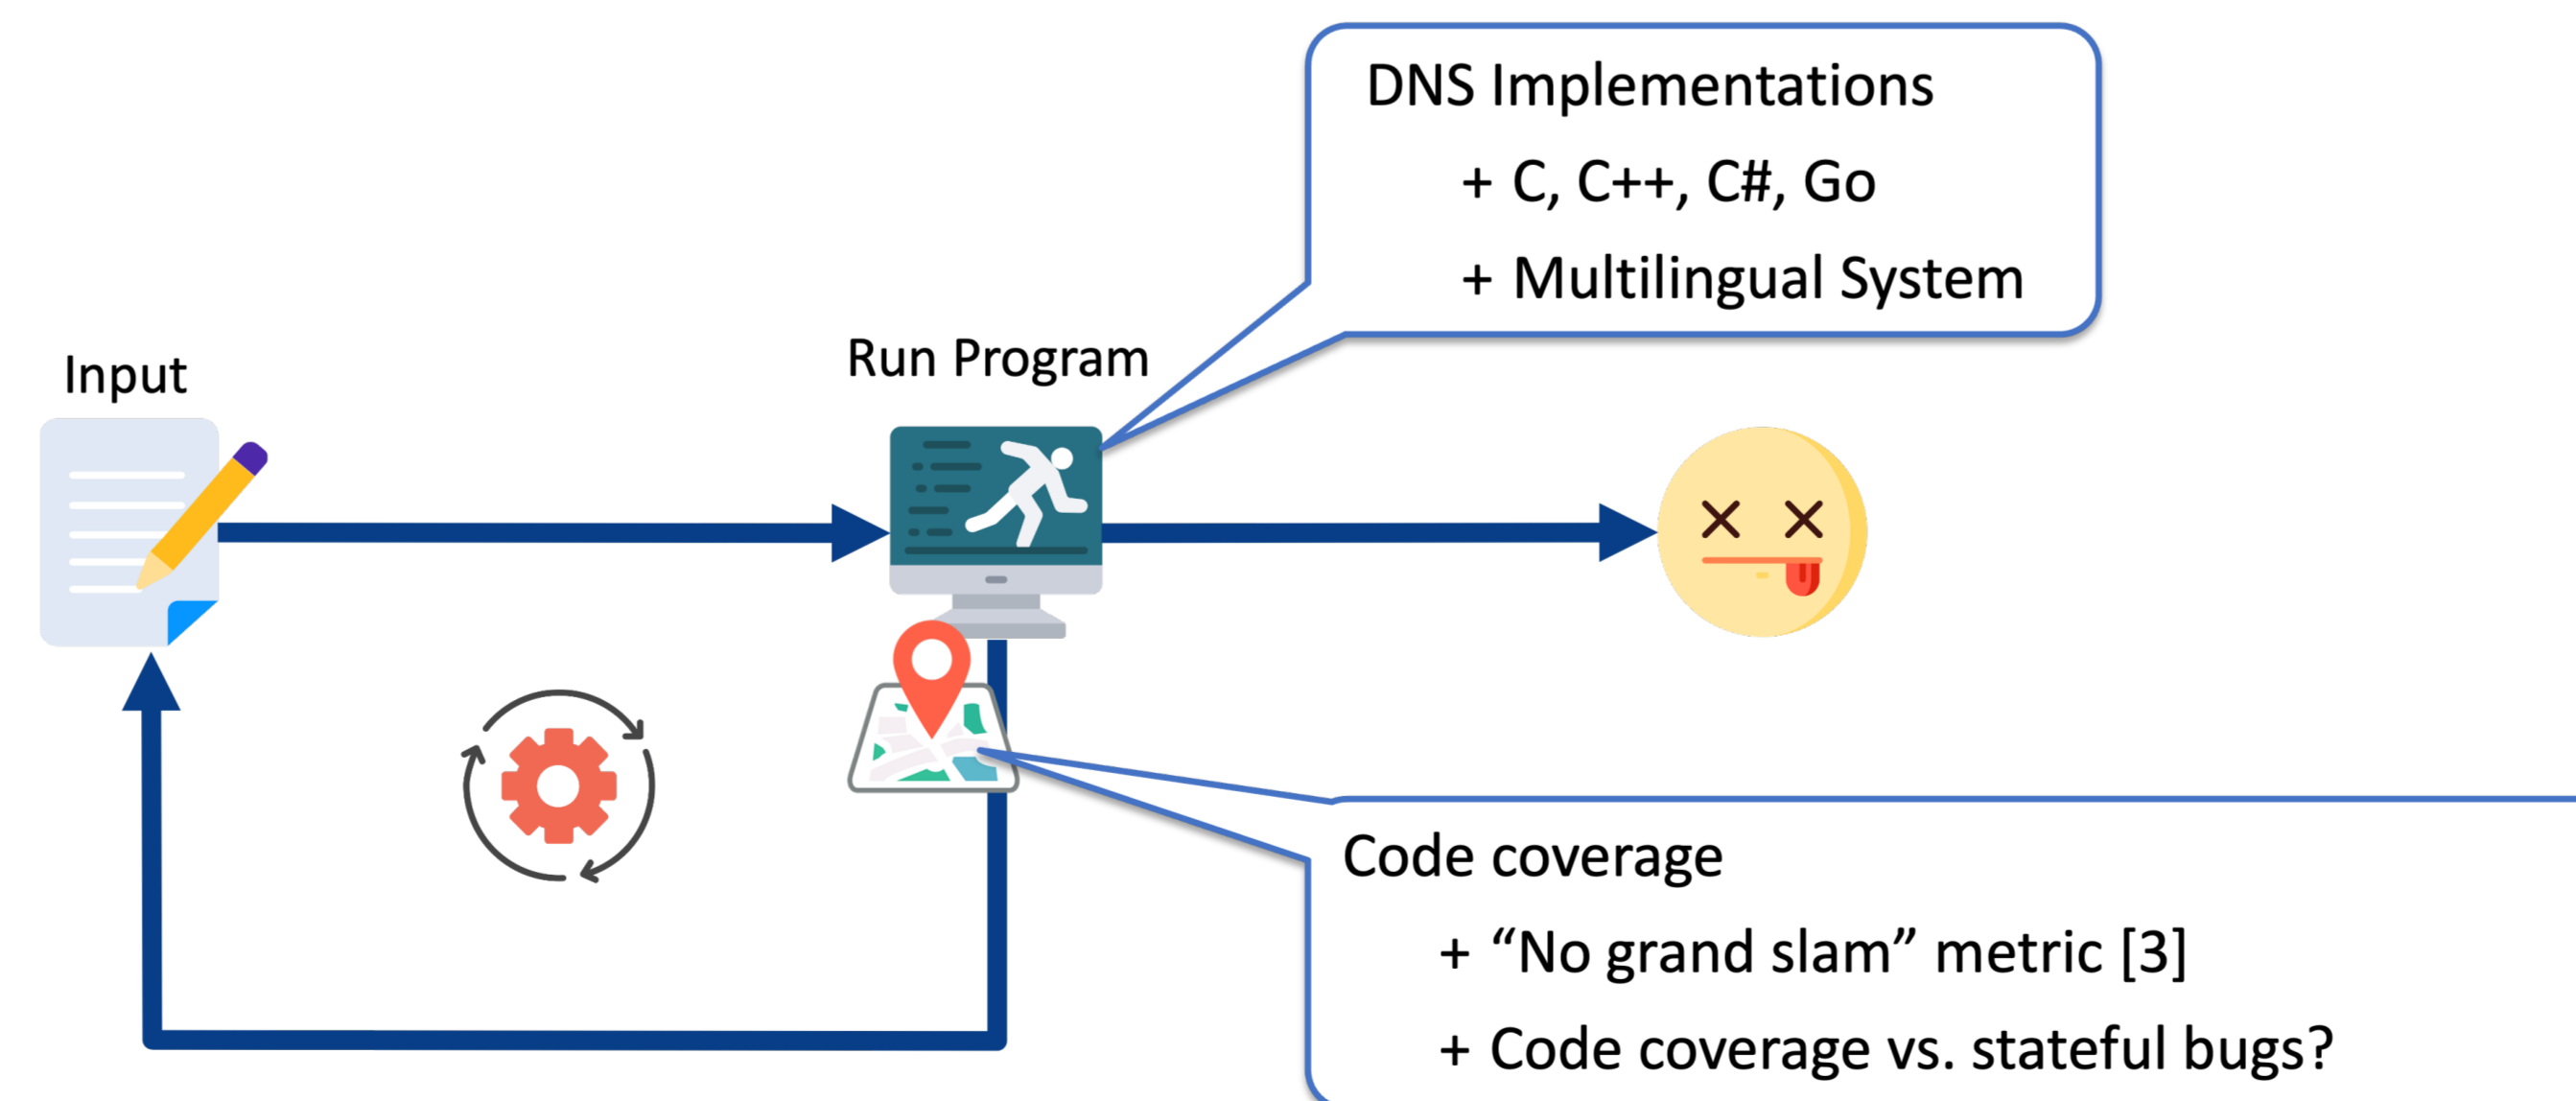 DNS Implementations
+ C, C++, C#, Go
+ Multilingual System
Run Program
Input
Code coverage
+ “No grand slam” metric [3]
+ Code coverage vs. stateful bugs?